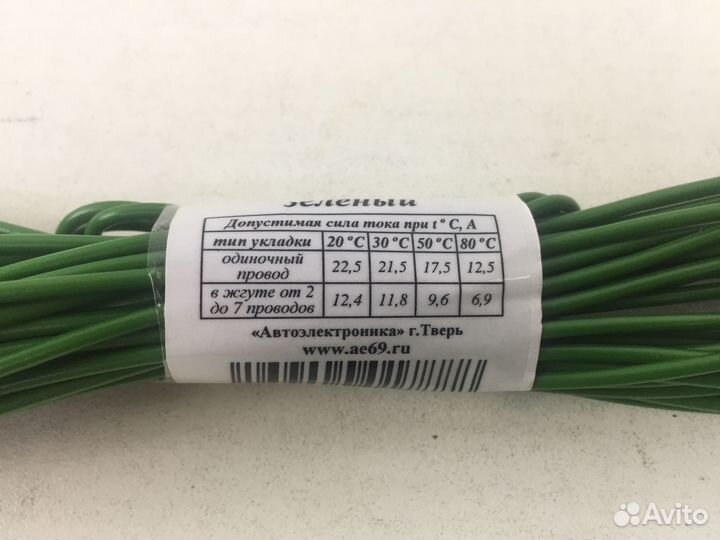 зеленый
Допустимая сила тока при t° C, А
тип укладки 20 °C 30 °C 50 °C 80 °C
одиночный провод 22,5 21,5 17,5 12,5
в жгуте от 2 до 7 проводов 12,4 11,8 9,6 6,9
«Автоэлектроника» г.Тверь
www.ae69.ru
Avito